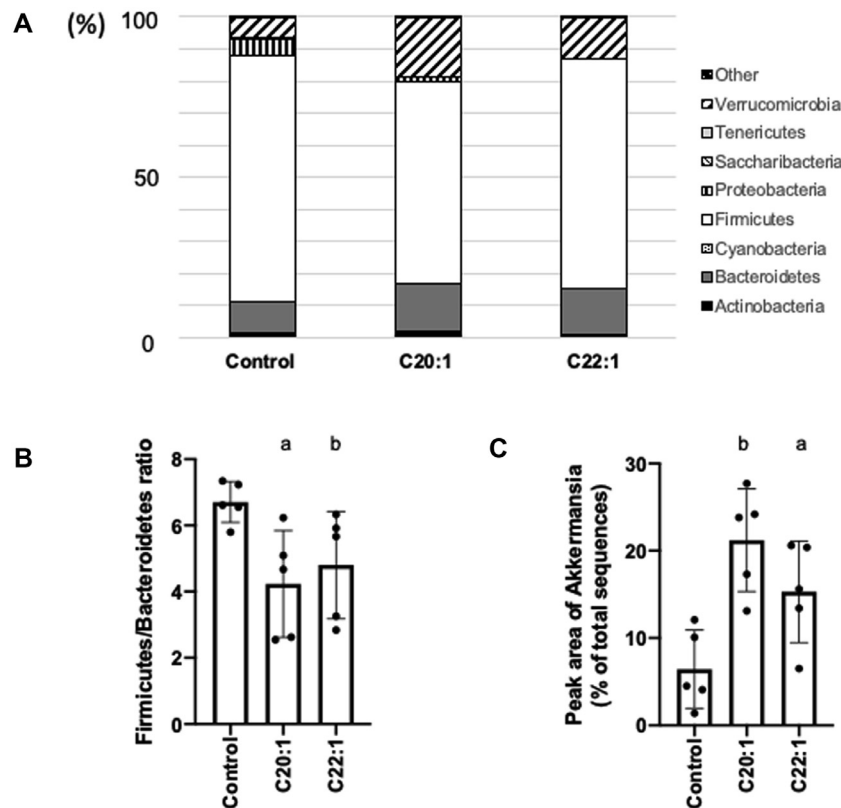 A
(%)
100
50
0
Control
C20:1
C22:1
Other
Verrucomicrobia
Tenericutes
Saccharibacteria
Proteobacteria
Firmicutes
Cyanobacteria
Bacteroidetes
Actinobacteria
B
Firmicutes/Bacteroidetes ratio
8
6
4
2
0
a
b
Control
C20:1
C22:1
C
Peak area of Akkermansia
(% of total sequences)
30
20
10
0
b
a
Control
C20:1
C22:1